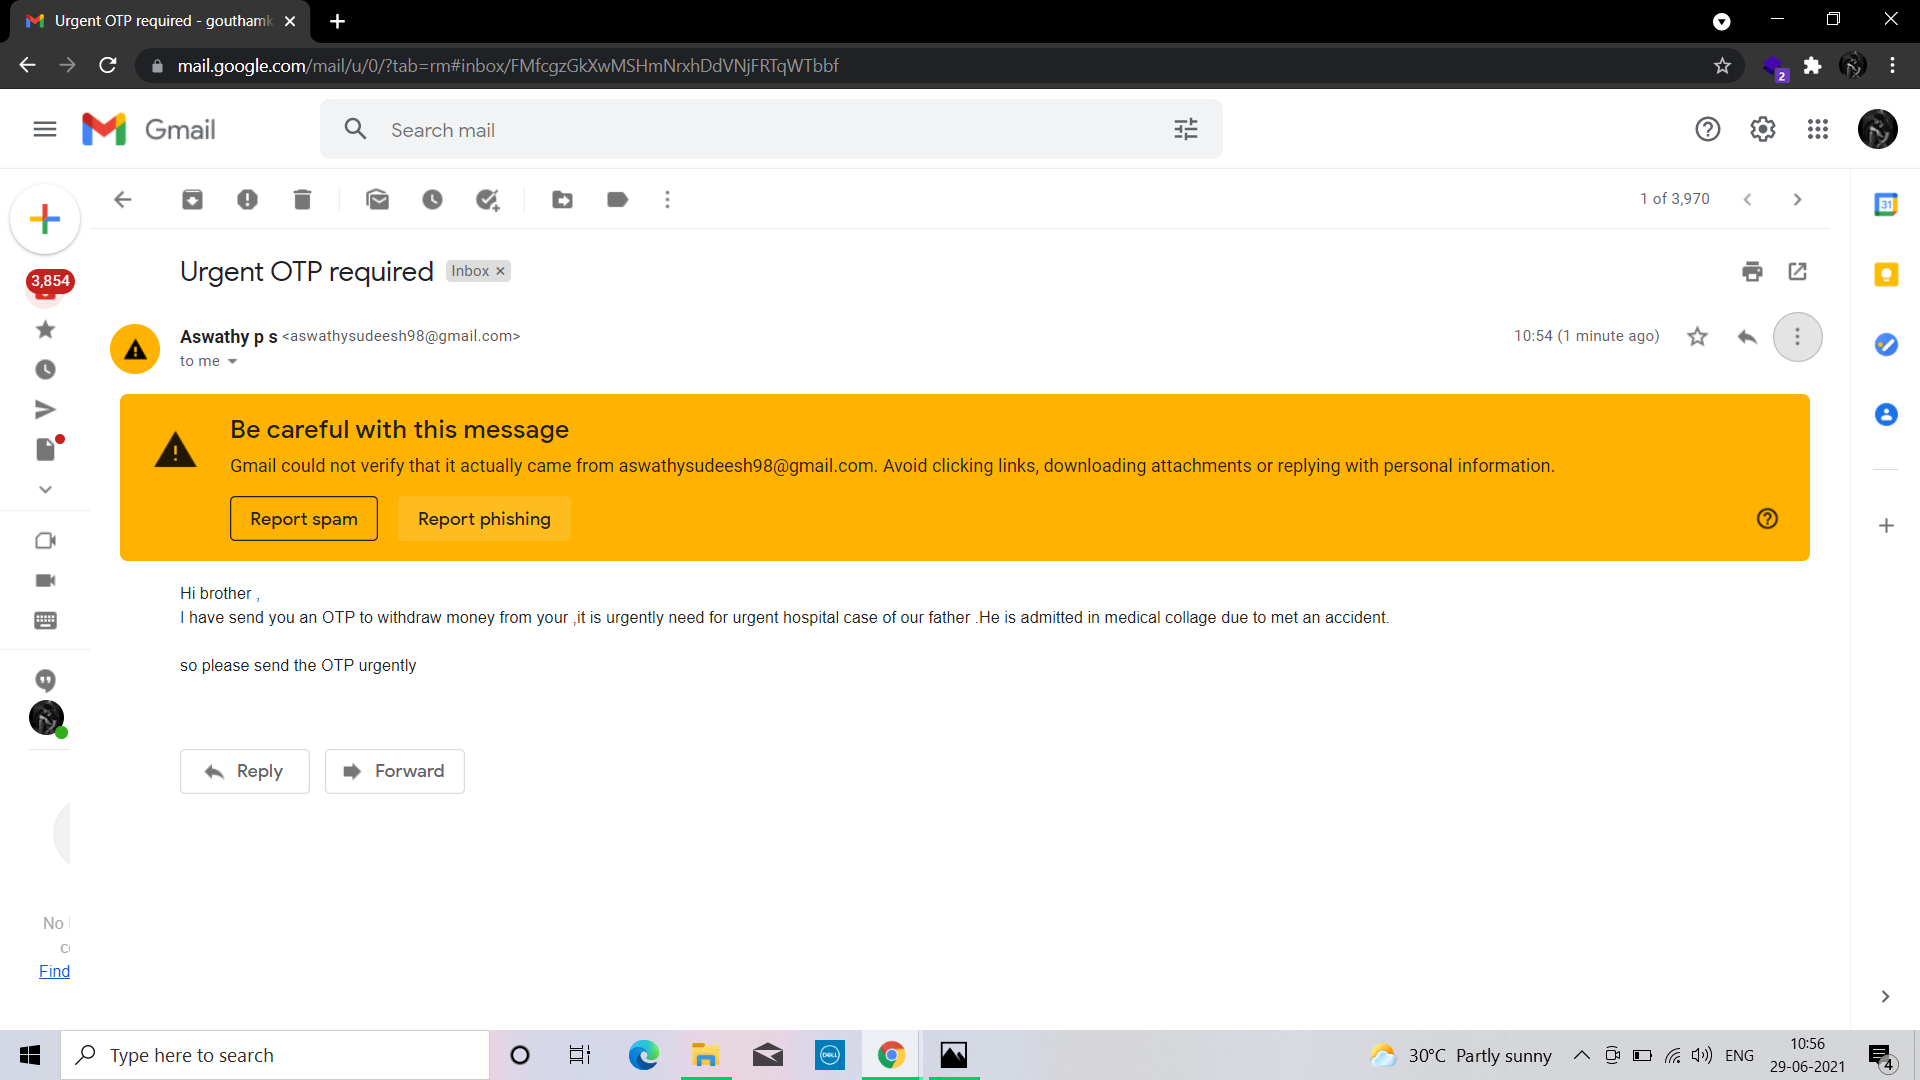 Urgent OTP required - gouthamk
mail.google.com/mail/u/0/?tab=rm#inbox/FMfcgzGkXwMSHmNrxhDdVNjFRTqWTbbf
2
Gmail
Search mail
1 of 3,970
31
3,854
Urgent OTP required
Inbox ×
Aswathy p s <aswathysudeesh98@gmail.com>
10:54 (1 minute ago)
to me
Be careful with this message
Gmail could not verify that it actually came from aswathysudeesh98@gmail.com. Avoid clicking links, downloading attachments or replying with personal information.
Report spam
Report phishing
Hi brother ,
I have send you an OTP to withdraw money from your ,it is urgently need for urgent hospital case of our father .He is admitted in medical collage due to met an accident.
so please send the OTP urgently
Reply
Forward
No
Find
Type here to search
DELL
30°C Partly sunny
ENG
10:56
29-06-2021
4